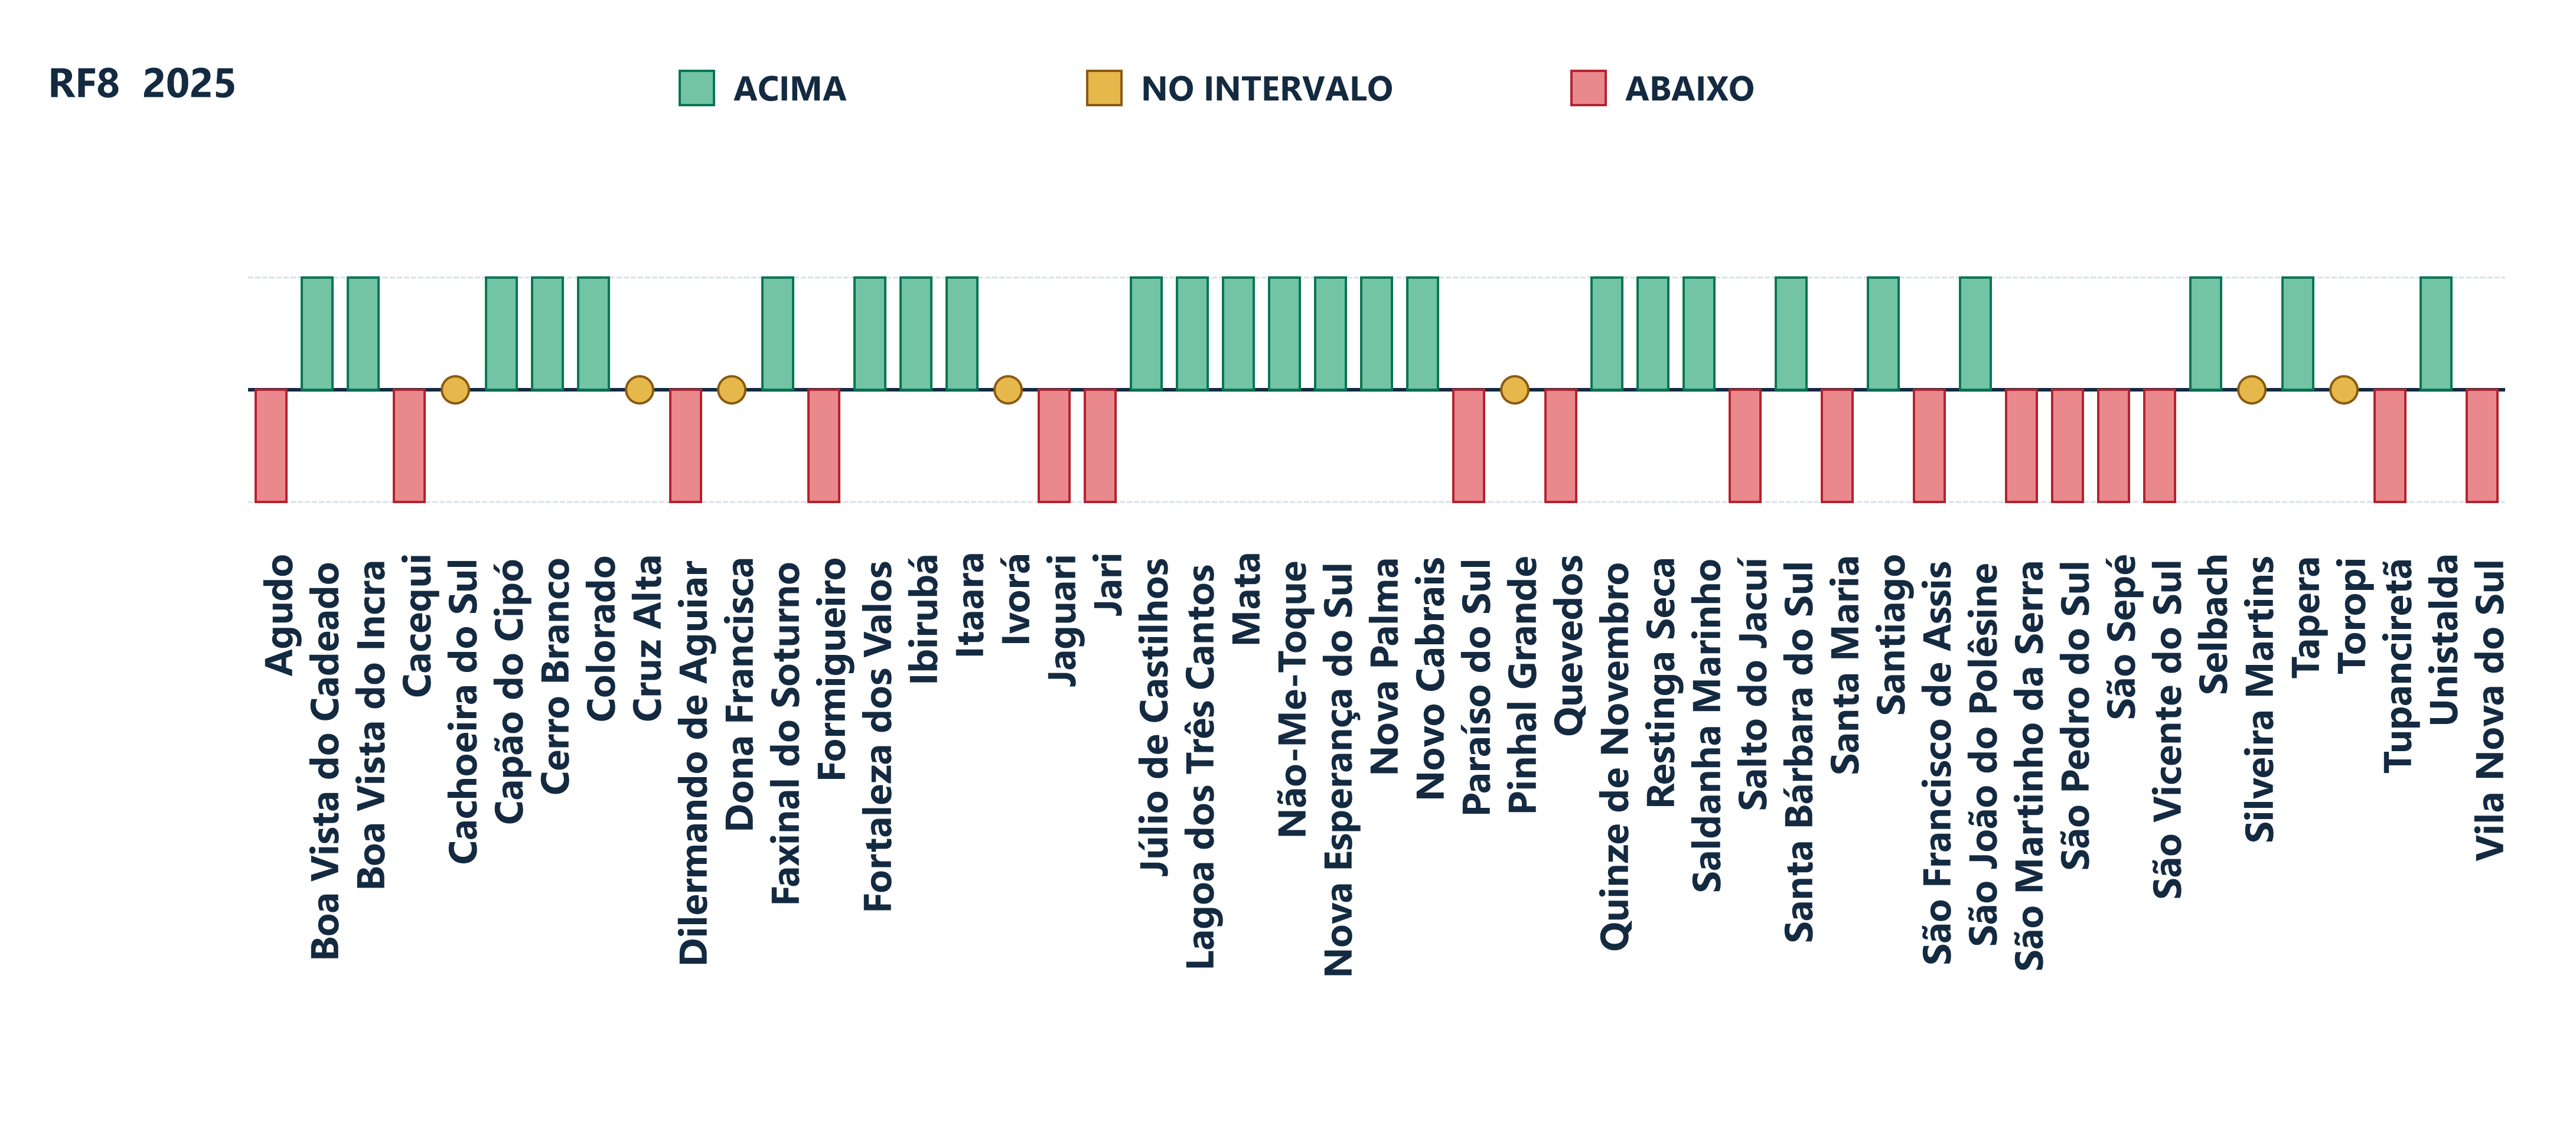 RF8 2025
ACIMA
NO INTERVALO
ABAIXO
Agudo
Boa Vista do Cadeado
Boa Vista do Incra
Cacequi
Cachoeira do Sul
Capão do Cipó
Cerro Branco
Colorado
Cruz Alta
Dilermando de Aguiar
Dona Francisca
Faxinal do Soturno
Formigueiro
Fortaleza dos Valos
Ibirubá
Itaara
Ivorá
Jaguari
Jari
Júlio de Castilhos
Lagoa dos Três Cantos
Mata
Não-Me-Toque
Nova Esperança do Sul
Nova Palma
Novo Cabrais
Paraíso do Sul
Pinhal Grande
Quevedos
Quinze de Novembro
Restinga Seca
Saldanha Marinho
Salto do Jacuí
Santa Bárbara do Sul
Santa Maria
Santiago
São Francisco de Assis
São João do Polêsine
São Martinho da Serra
São Pedro do Sul
São Sepé
São Vicente do Sul
Selbach
Silveira Martins
Tapera
Toropi
Tupanciretã
Unistalda
Vila Nova do Sul